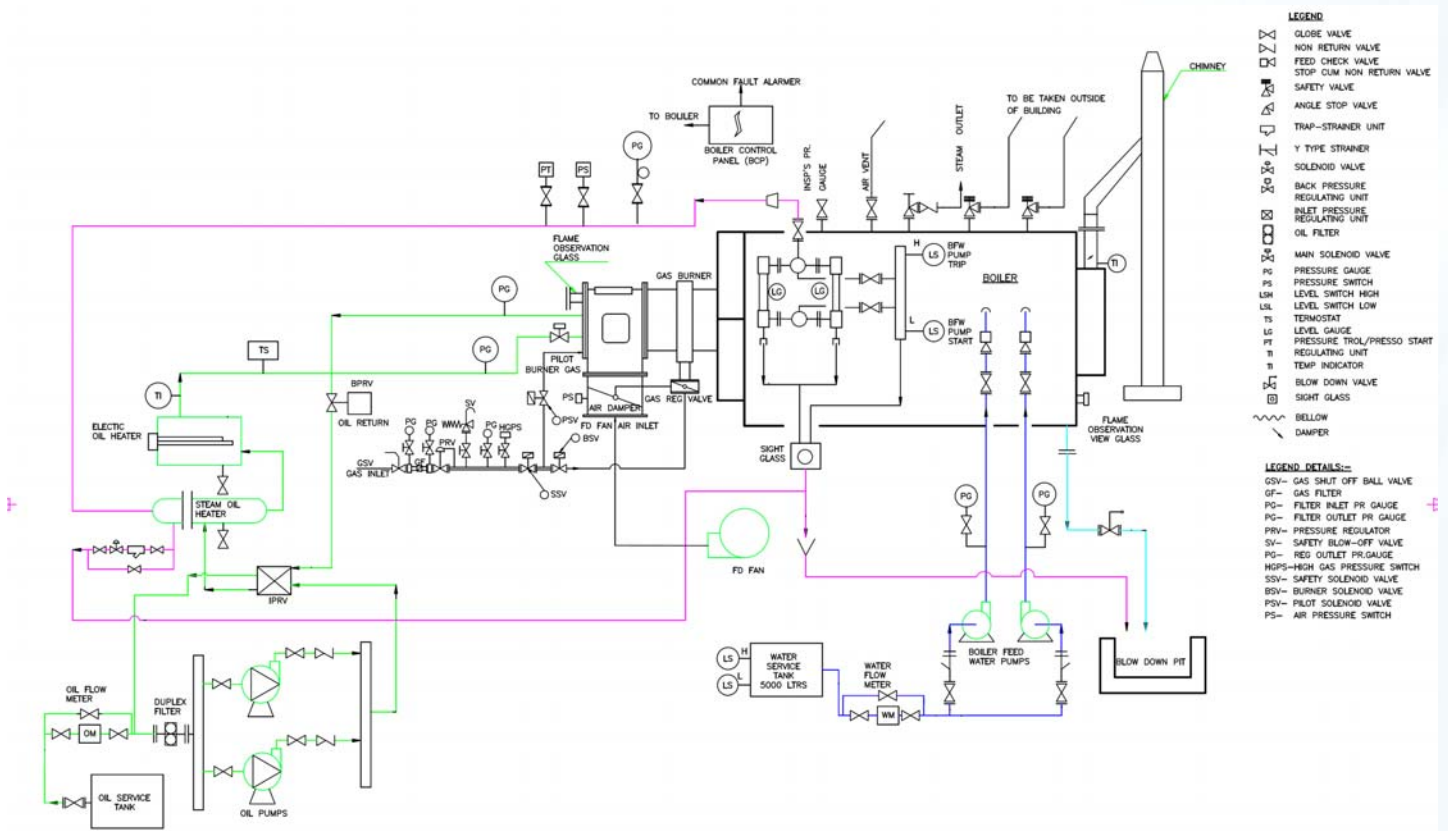 COMMON FAULT ALARMER
TO BOLILER
BOILER CONTROL
PANEL (BCP)
PT
PS
PG
INSP'S PR.
GAUGE
AIR VENT
STEAM OUTLET
TO BE TAKEN OUTSIDE
OF BUILDING
CHIMNEY
FLAME
OBSERVATION
GLASS
GAS BURNER
PG
PG
TS
TI
ELECTIC
OIL HEATER
BPRV
OIL RETURN
PILOT
BURNER GAS
PS
AIR DAMPER
GAS REG VALVE
FD FAN AIR INLET
PSV
BSV
SSV
SV
PG
PG
PG
HGPS
GF
PRV
GSV
GAS INLET
LG
LG
H
LS
BFW
PUMP
TRIP
L
LS
BFW
PUMP
START
BOILER
TI
FLAME
OBSERVATION
VIEW GLASS
SIGHT
GLASS
STEAM OIL
HEATER
IPRV
FD FAN
PG
PG
BOILER FEED
WATER PUMPS
LS
H
LS
L
WATER
SERVICE
TANK
5000 LTRS
WATER
FLOW
METER
WM
BLOW DOWN PIT
OIL FLOW
METER
OM
DUPLEX
FILTER
OIL SERVICE
TANK
OIL PUMPS
LEGEND
GLOBE VALVE
NON RETURN VALVE
FEED CHECK VALVE
STOP CUM NON RETURN VALVE
SAFETY VALVE
ANGLE STOP VALVE
TRAP-STRAINER UNIT
Y TYPE STRAINER
SOLENOID VALVE
BACK PRESSURE
REGULATING UNIT
INLET PRESSURE
REGULATING UNIT
OIL FILTER
MAIN SOLENOID VALVE
PG PRESSURE GAUGE
PS PRESSURE SWITCH
LSH LEVEL SWITCH HIGH
LSL LEVEL SWITCH LOW
TS TERMOSTAT
LG LEVEL GAUGE
PT PRESSURE TROL/PRESSO START
TI REGULATING UNIT
TI TEMP INDICATOR
BLOW DOWN VALVE
SIGHT GLASS
BELLOW
DAMPER
LEGEND DETAILS:-
GSV- GAS SHUT OFF BALL VALVE
GF- GAS FILTER
PG- FILTER INLET PR GAUGE
PG- FILTER OUTLET PR GAUGE
PRV- PRESSURE REGULATOR
SV- SAFETY BLOW-OFF VALVE
PG- REG OUTLET PR.GAUGE
HGPS-HIGH GAS PRESSURE SWITCH
SSV- SAFETY SOLENOID VALVE
BSV- BURNER SOLENOID VALVE
PSV- PILOT SOLENOID VALVE
PS- AIR PRESSURE SWITCH